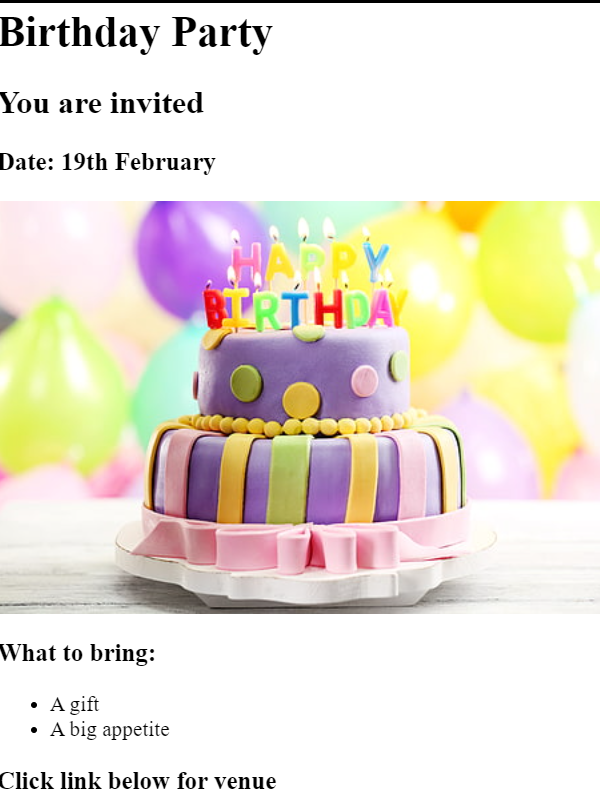 Birthday Party
You are invited
Date: 19th February
HAPPY
BIRTHDAY
What to bring:
A gift
A big appetite
Click link below for venue